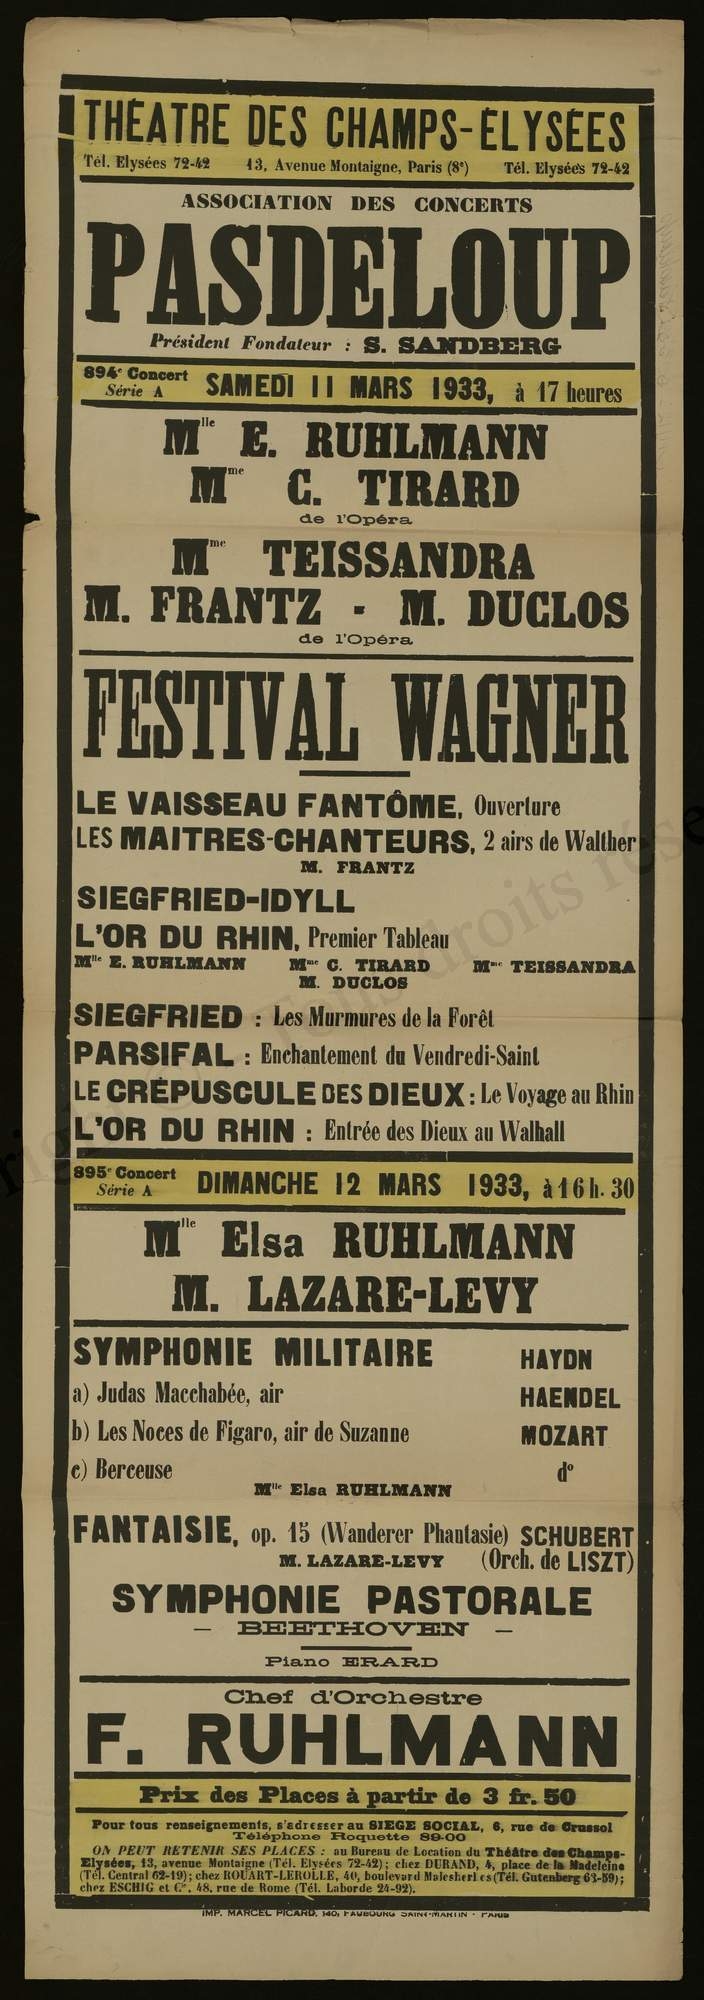 THÉATRE DES CHAMPS-ÉLYSÉES
Tél. Elysées 72-42 13, Avenue Montaigne, Paris (8e) Tél. Elysées 72-42
ASSOCIATION DES CONCERTS
PASDELOUP
Président Fondateur : S. SANDBERG
894e Concert
Série A
SAMEDI 11 MARS 1933, à 17 heures
Mlle E. RUHLMANN
Mme C. TIRARD
de l'Opéra
Mme TEISSANDRA
M. FRANTZ - M. DUCLOS
de l'Opéra
FESTIVAL WAGNER
LE VAISSEAU FANTÔME, Ouverture
LES MAITRES-CHANTEURS, 2 airs de Walther
M. FRANTZ
SIEGFRIED-IDYLL
L'OR DU RHIN, Premier Tableau
Mlle E. RUHLMANN Mme C. TIRARD Mme TEISSANDRA
M. DUCLOS
SIEGFRIED : Les Murmures de la Forêt
PARSIFAL : Enchantement du Vendredi-Saint
LE CRÉPUSCULE DES DIEUX : Le Voyage au Rhin
L'OR DU RHIN : Entrée des Dieux au Walhall
895e Concert
Série A
DIMANCHE 12 MARS 1933, à 16 h. 30
Mlle Elsa RUHLMANN
M. LAZARE-LEVY
SYMPHONIE MILITAIRE HAYDN
a) Judas Macchabée, air HAENDEL
b) Les Noces de Figaro, air de Suzanne MOZART
c) Berceuse do
Mlle Elsa RUHLMANN
FANTAISIE, op. 15 (Wanderer Phantasie) SCHUBERT
M. LAZARE-LEVY (Orch. de LISZT)
SYMPHONIE PASTORALE
— BEETHOVEN —
Piano ERARD
Chef d'Orchestre
F. RUHLMANN
Prix des Places à partir de 3 fr. 50
Pour tous renseignements, s'adresser au SIEGE SOCIAL, 6, rue de Crussol
Téléphone Roquette 89-00
ON PEUT RETENIR SES PLACES : au Bureau de Location du Théâtre des Champs-
Elysées, 13, avenue Montaigne (Tél. Elysées 72-42); chez DURAND, 4, place de la Madeleine
(Tél. Central 62-19); chez ROUART-LEROLLE, 40, boulevard Malesherbes (Tél. Gutenberg 63-59);
chez ESCHIG et Cie, 48, rue de Rome (Tél. Laborde 24-92).
IMP. MARCEL PICARD, 140, FAUBOURG SAINT-MARTIN - PARIS
right © - Tous droits rése